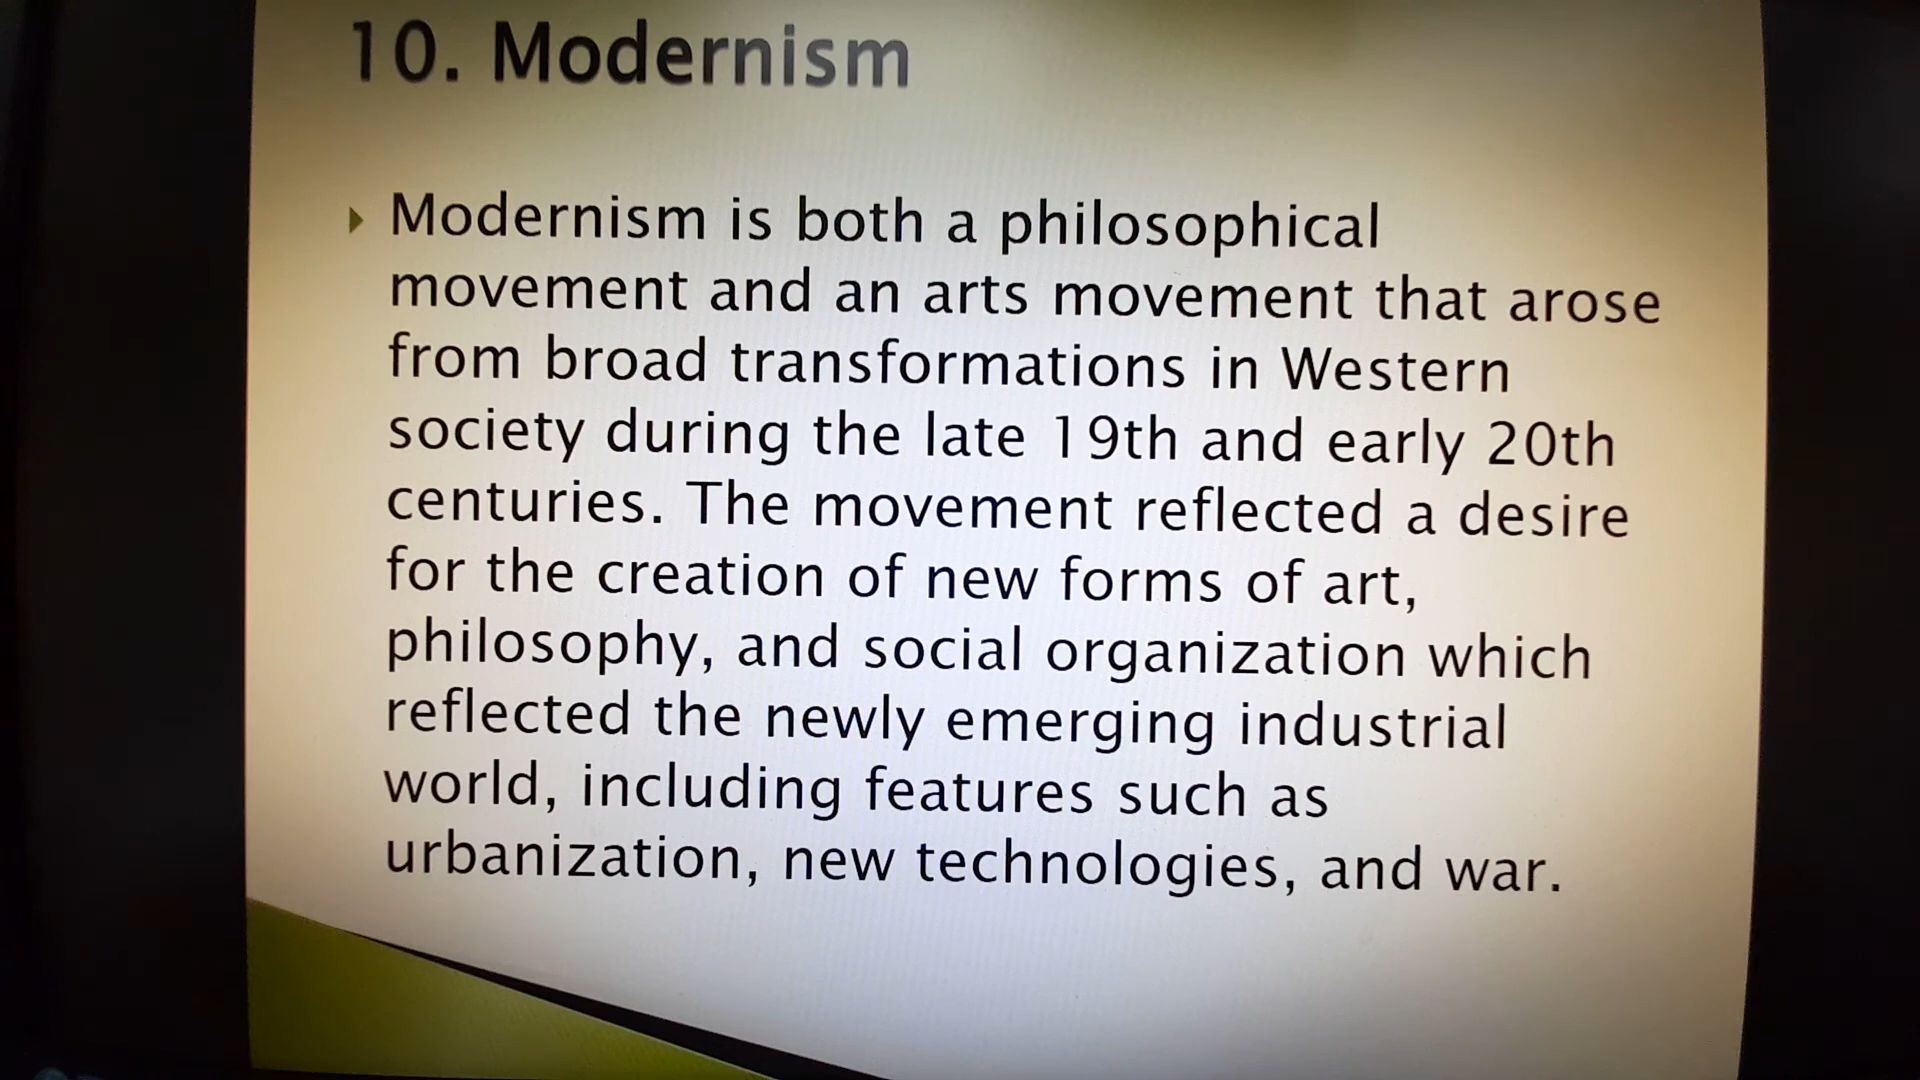 10. Modernism
Modernism is both a philosophical
movement and an arts movement that arose
from broad transformations in Western
society during the late 19th and early 20th
centuries. The movement reflected a desire
for the creation of new forms of art,
philosophy, and social organization which
reflected the newly emerging industrial
world, including features such as
urbanization, new technologies, and war.